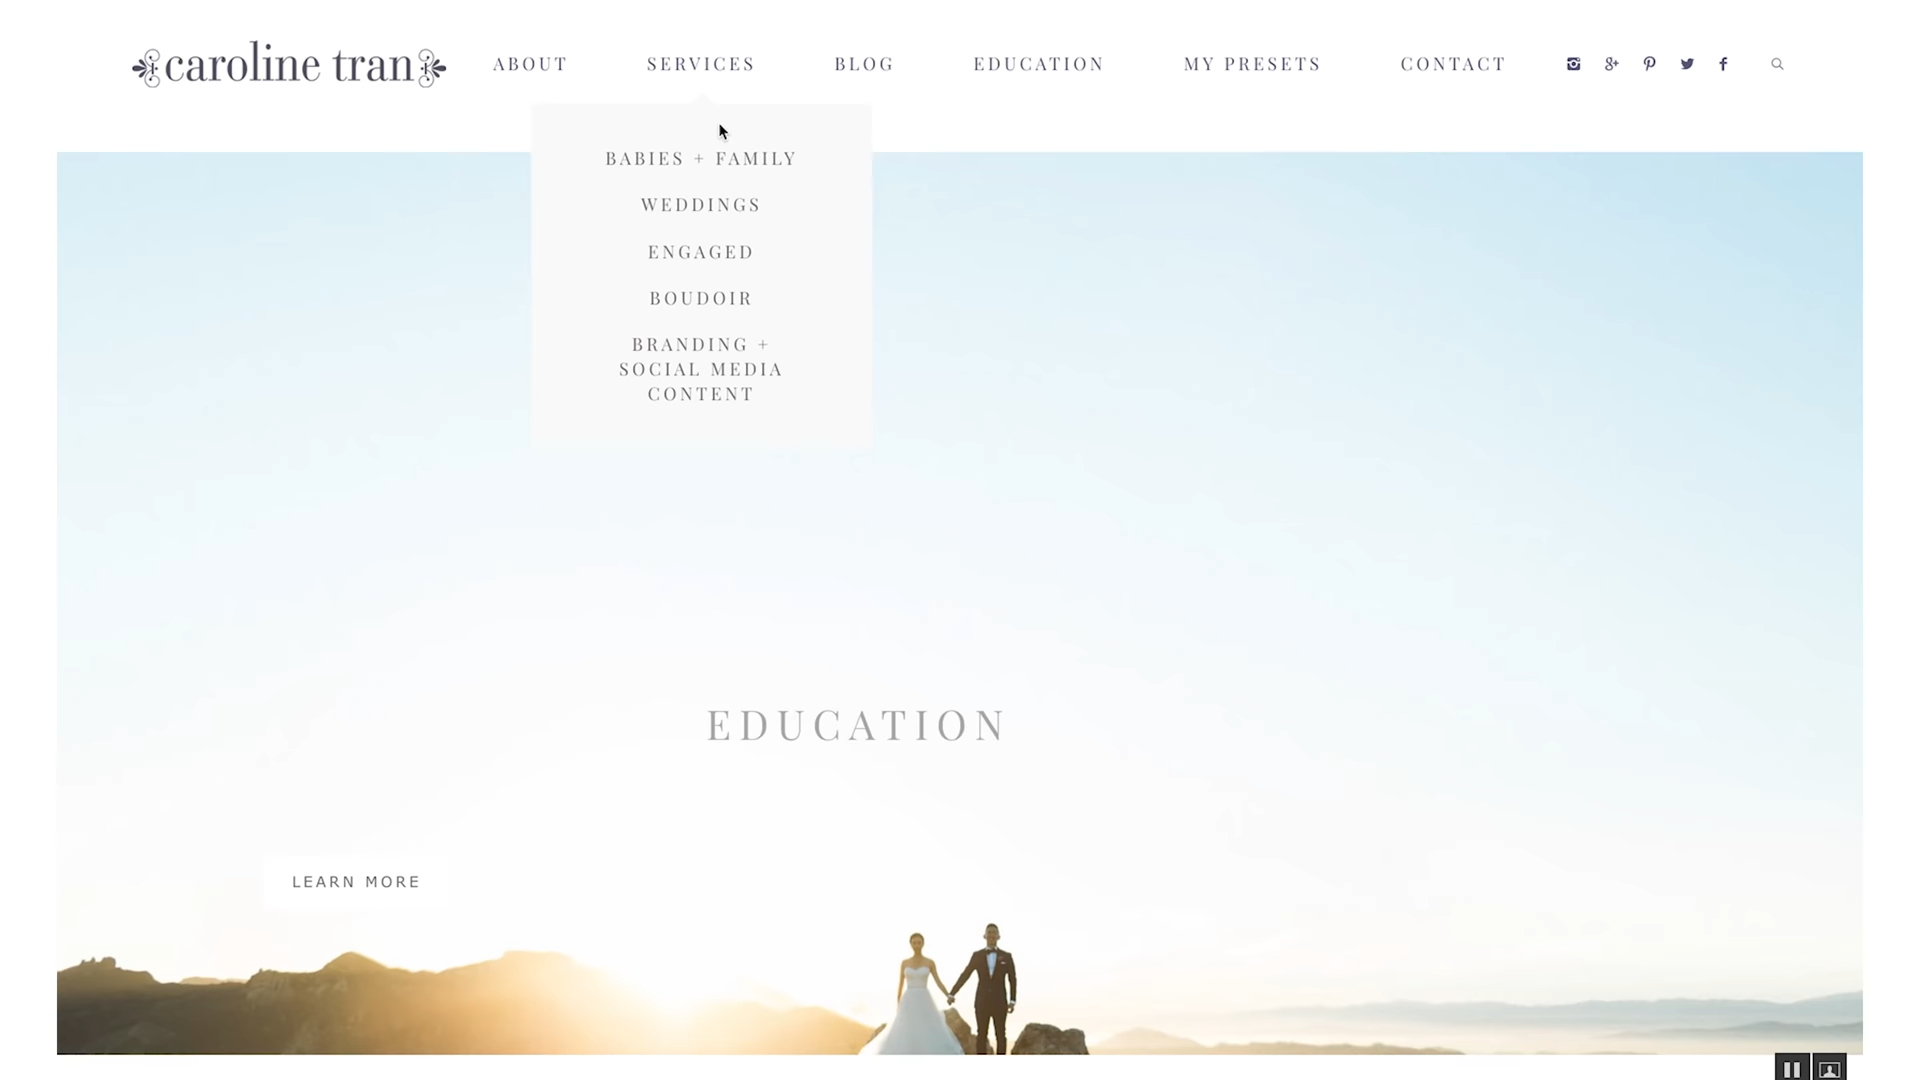 caroline tran
ABOUT
SERVICES
BLOG
EDUCATION
MY PRESETS
CONTACT
BABIES + FAMILY
WEDDINGS
ENGAGED
BOUDOIR
BRANDING +
SOCIAL MEDIA
CONTENT
EDUCATION
LEARN MORE